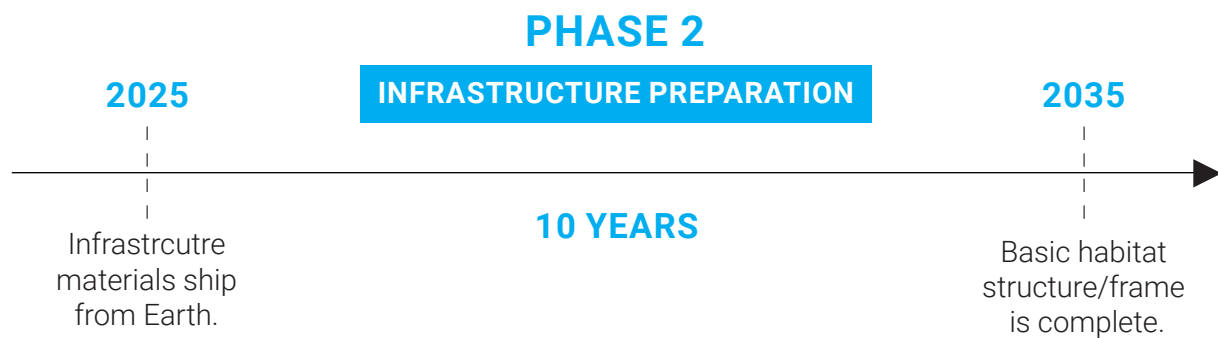 PHASE 2
2025
INFRASTRUCTURE PREPARATION
2035
10 YEARS
Infrastrcutre
materials ship
from Earth.
Basic habitat
structure/frame
is complete.